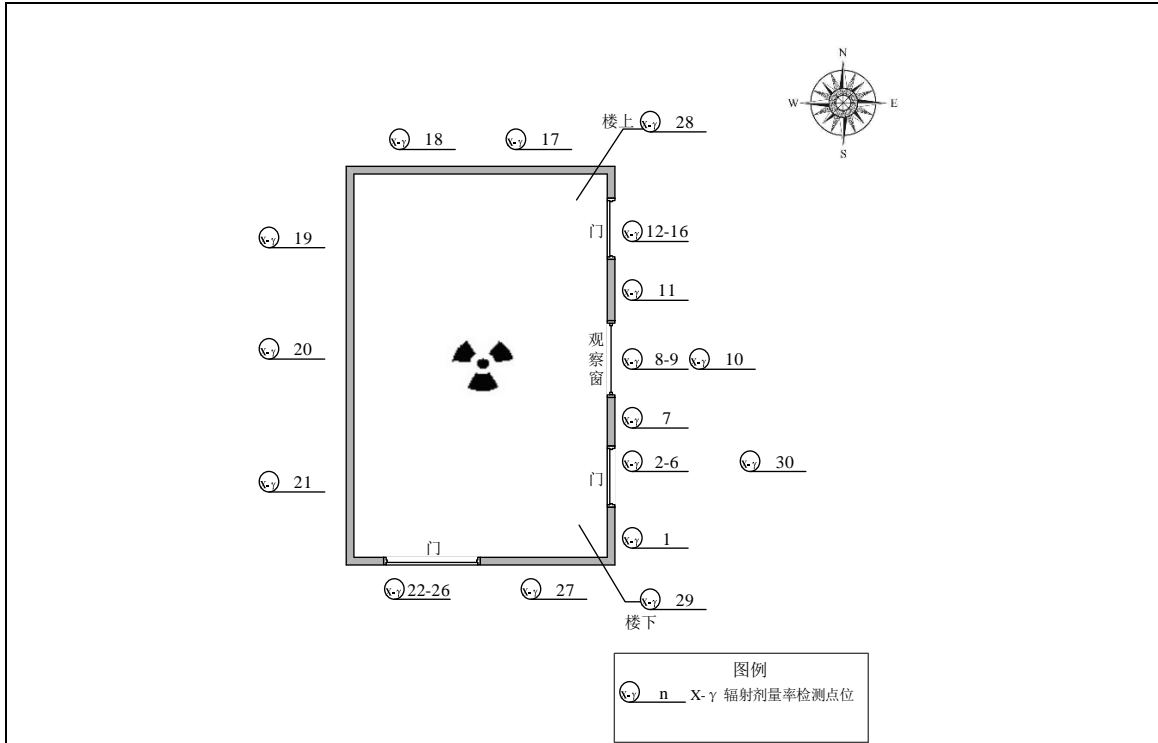 N
W E
S
楼上 X-γ 28
X-γ 18 X-γ 17
X-γ 19
门 X-γ 12-16
X-γ 11
X-γ 20
观察窗 X-γ 8-9 X-γ 10
X-γ 7
X-γ 21
门 X-γ 2-6 X-γ 30
X-γ 1
门
X-γ 22-26 X-γ 27
X-γ 29
楼下
图例
X-γ n X-γ 辐射剂量率检测点位